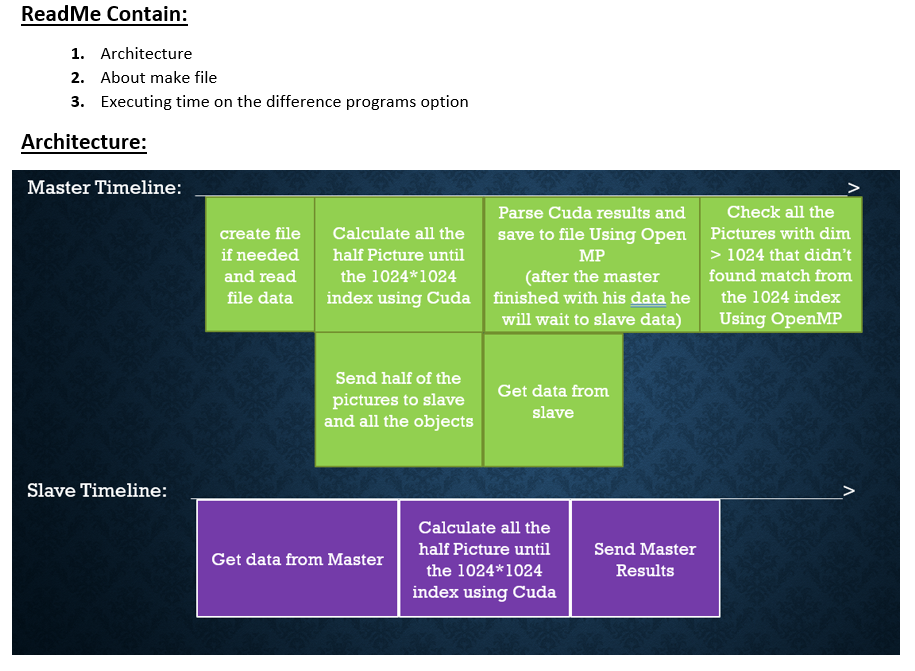 ReadMe Contain:
1. Architecture
2. About make file
3. Executing time on the difference programs option
Architecture:
Master Timeline:
>
create file
if needed
and read
file data
Calculate all the
half Picture until
the 1024*1024
index using Cuda
Parse Cuda results and
save to file Using Open
MP
(after the master
finished with his data he
will wait to slave data)
Check all the
Pictures with dim
> 1024 that didn't
found match from
the 1024 index
Using OpenMP
Send half of the
pictures to slave
and all the objects
Get data from
slave
Slave Timeline:
>
Get data from Master
Calculate all the
half Picture until
the 1024*1024
index using Cuda
Send Master
Results